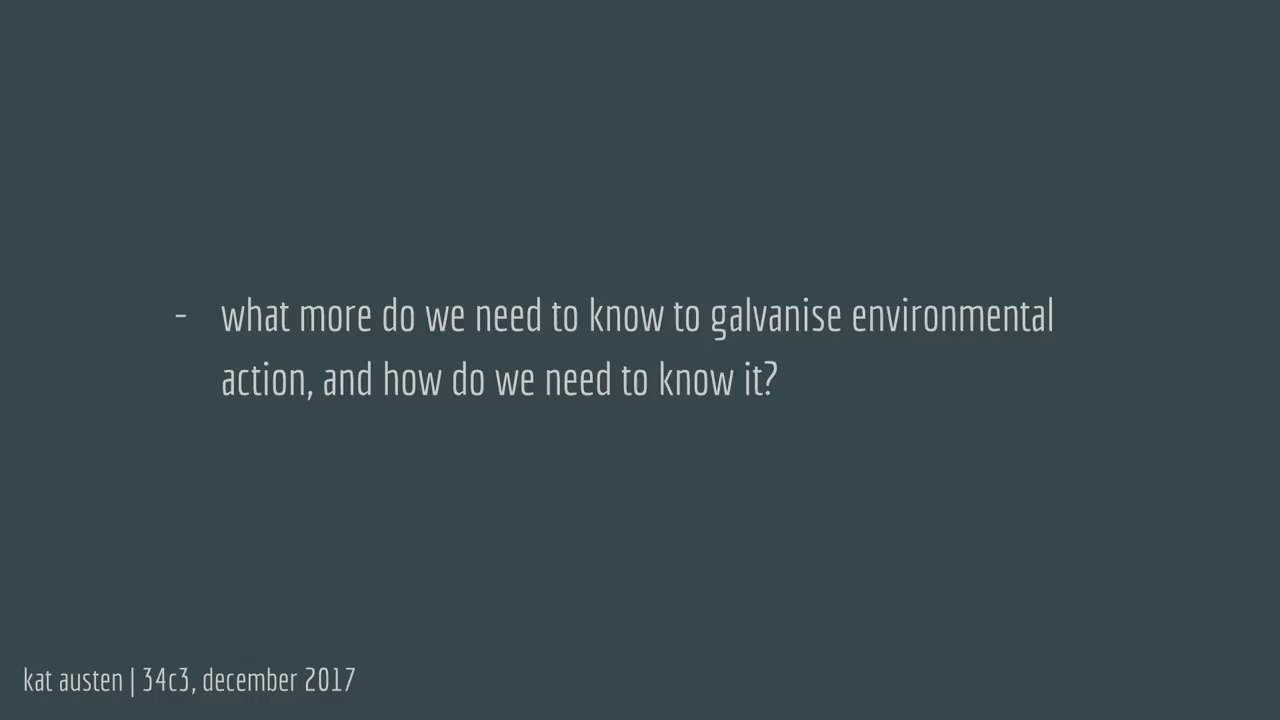 - what more do we need to know to galvanise environmental
action, and how do we need to know it?
kat austen | 34c3, december 2017